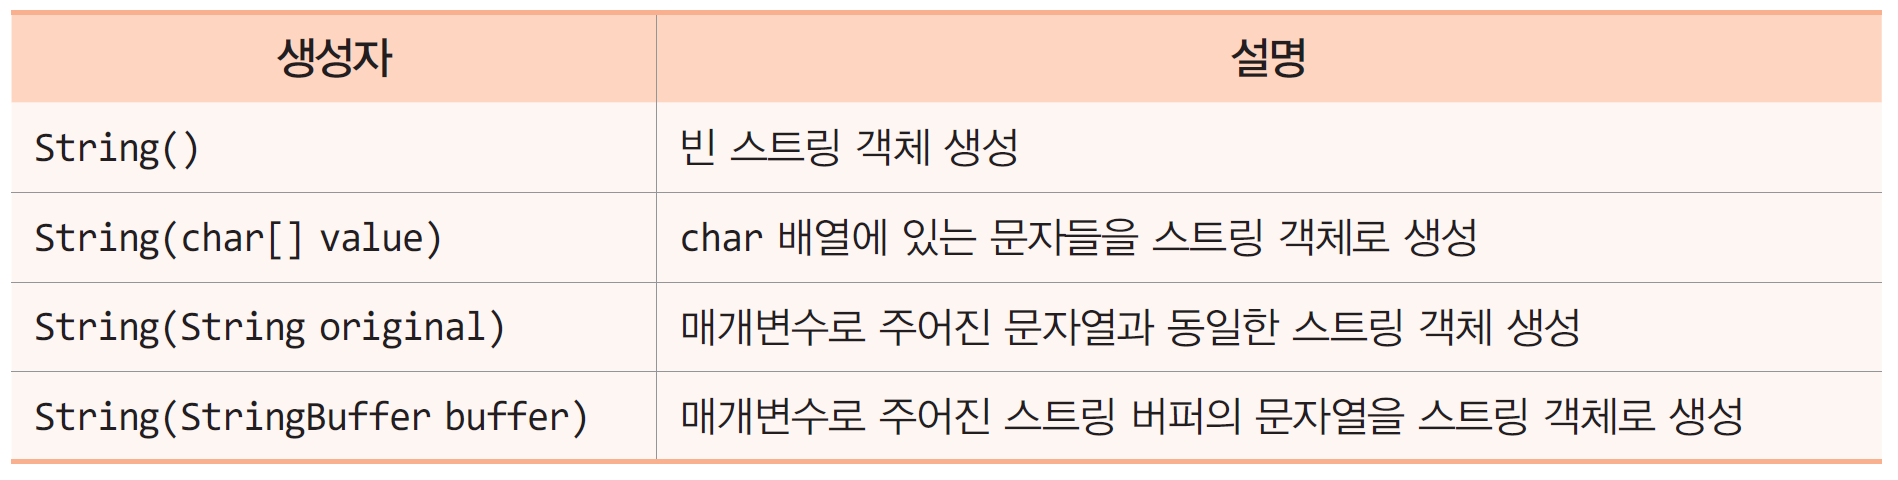 생성자 설명
String() 빈 스트링 객체 생성
String(char[] value) char 배열에 있는 문자들을 스트링 객체로 생성
String(String original) 매개변수로 주어진 문자열과 동일한 스트링 객체 생성
String(StringBuffer buffer) 매개변수로 주어진 스트링 버퍼의 문자열을 스트링 객체로 생성